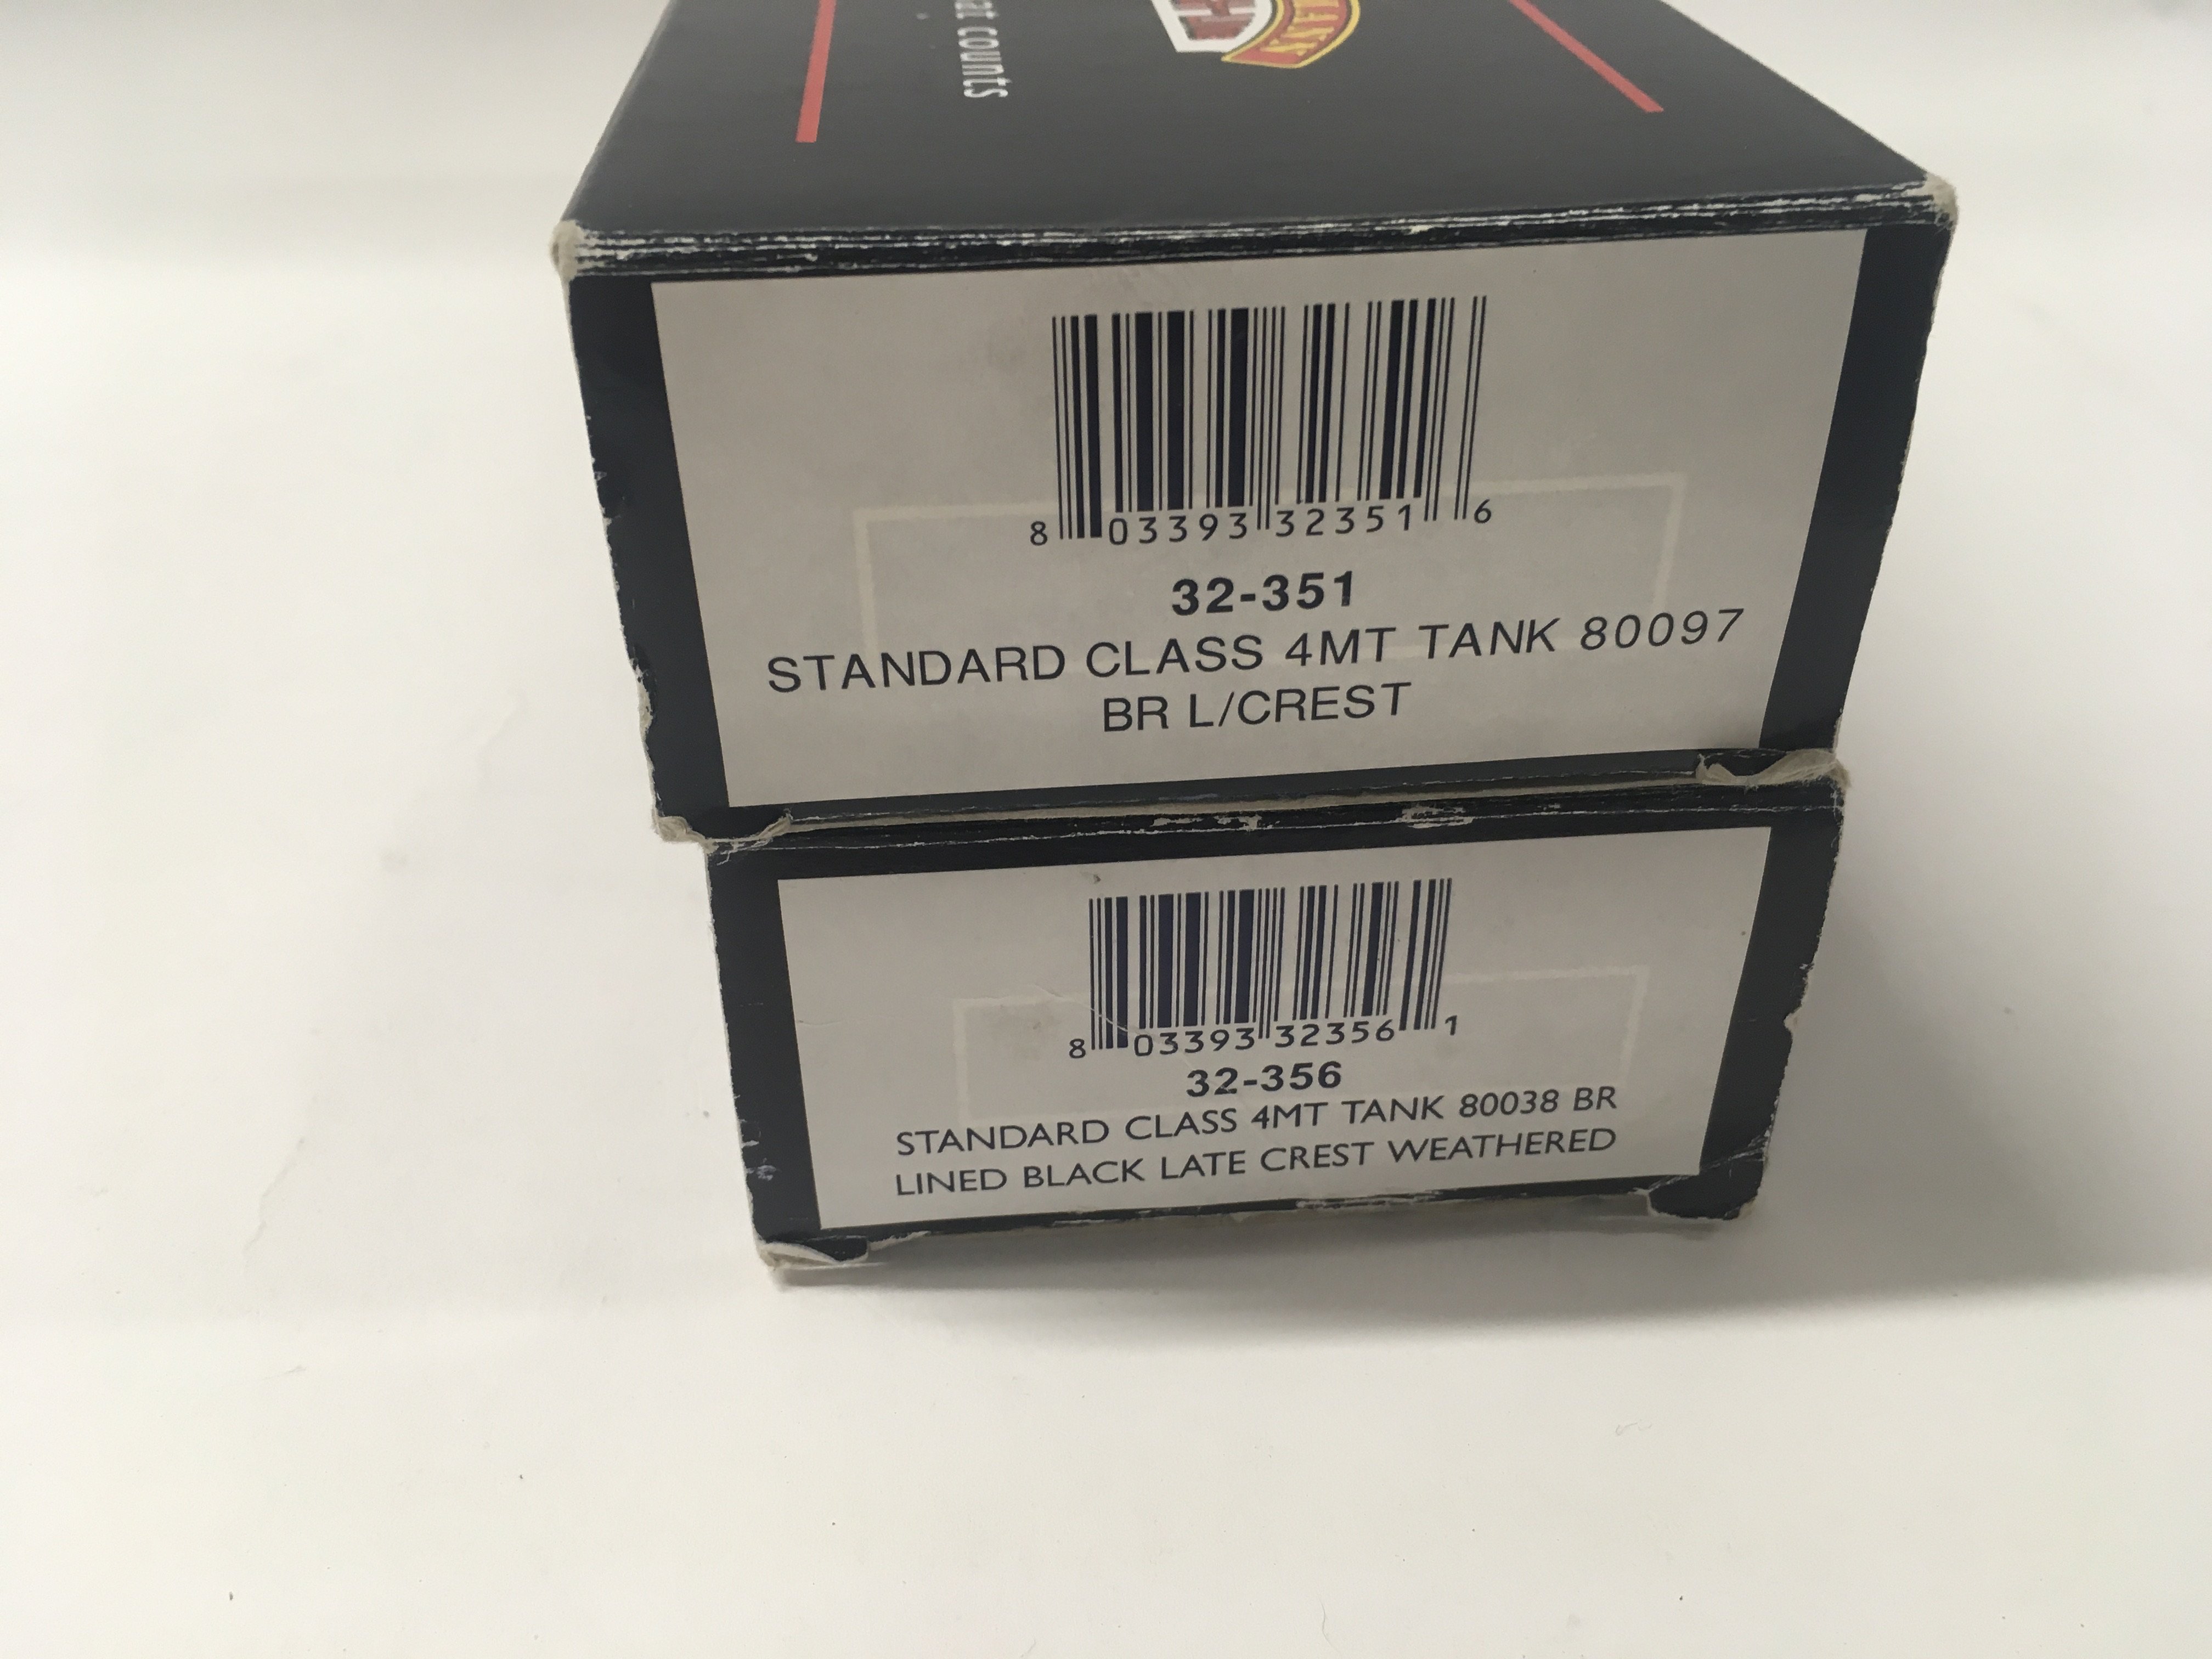 at counts
8 03393 32351 6
32-351
STANDARD CLASS 4MT TANK 80097
BR L/CREST
8 03393 32356 1
32-356
STANDARD CLASS 4MT TANK 80038 BR
LINED BLACK LATE CREST WEATHERED